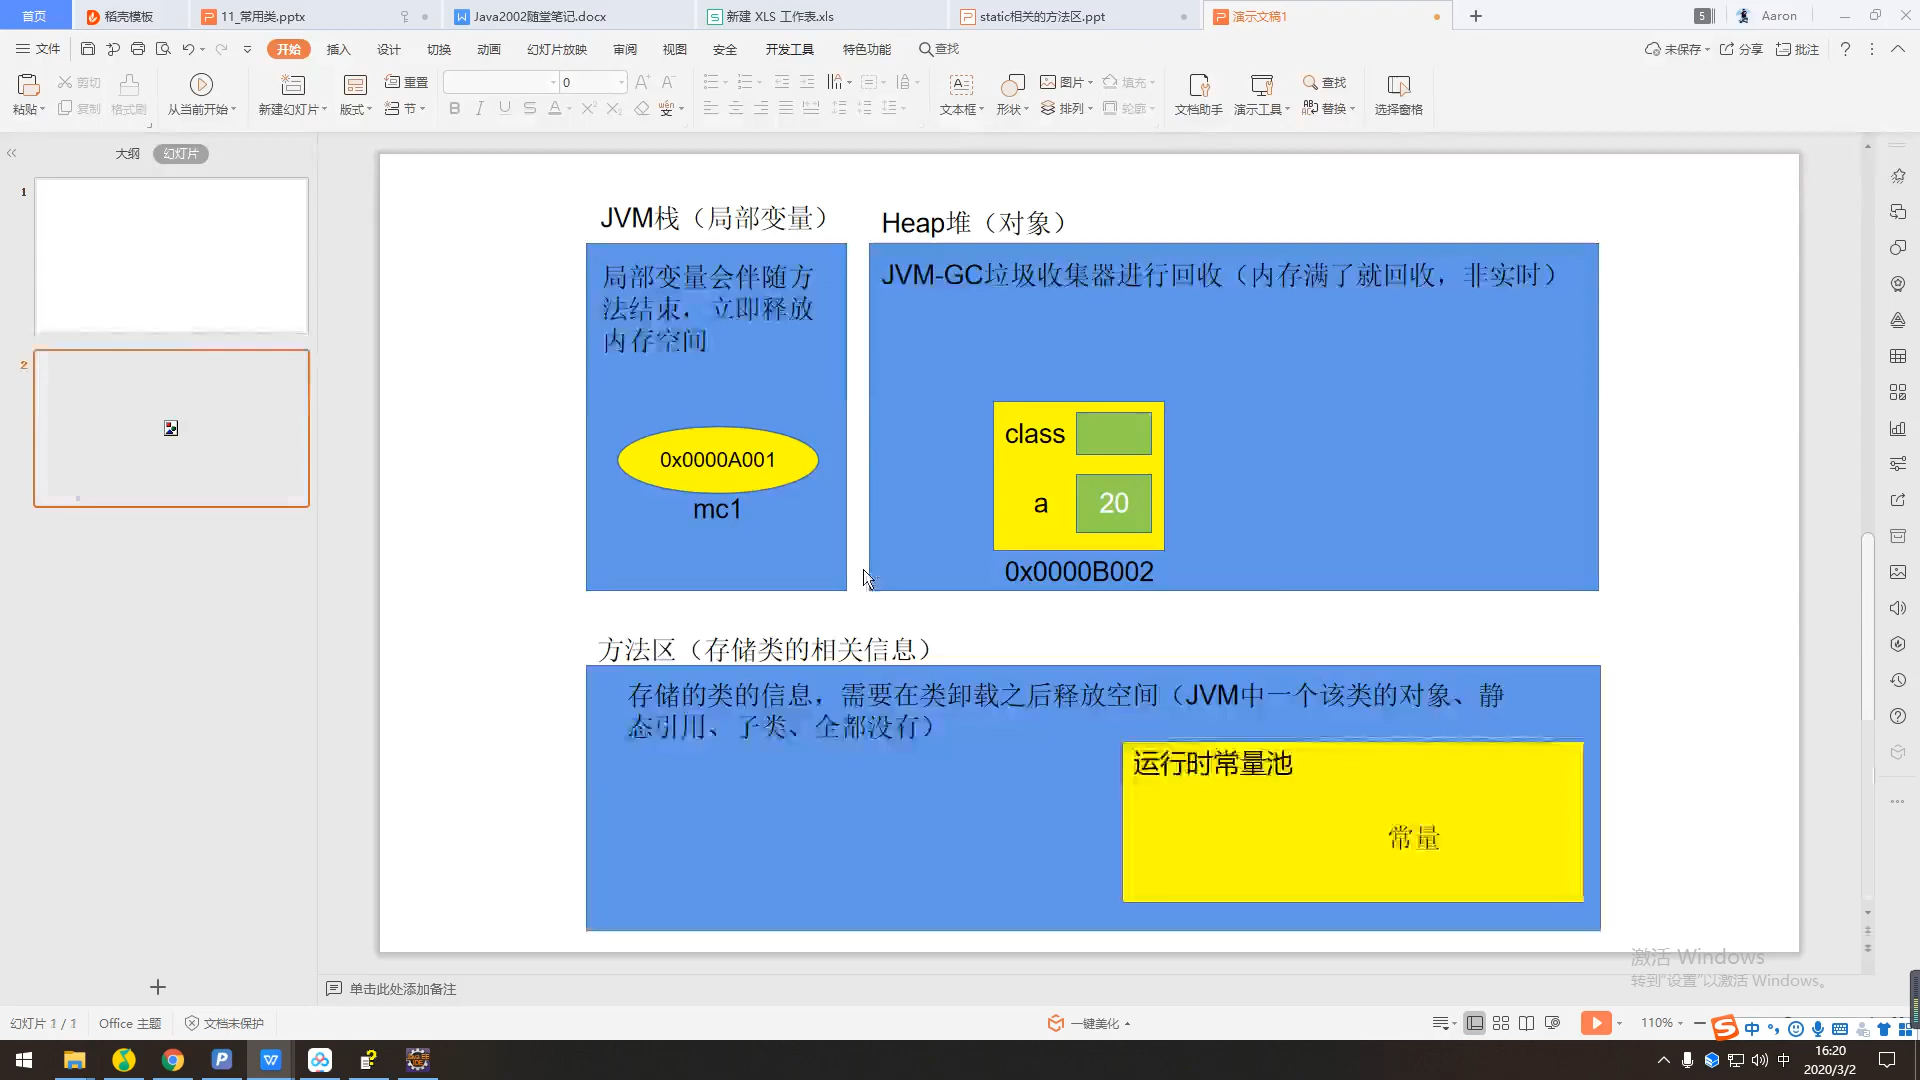 首页
稻壳模板
11_常用类.pptx
Java2002随堂笔记.docx
新建 XLS 工作表.xls
static相关的方法区.ppt
演示文稿1
5
Aaron
文件
开始
插入
设计
切换
动画
幻灯片放映
审阅
视图
安全
开发工具
特色功能
查找
未保存
分享
批注
粘贴
剪切
复制
格式刷
从当前开始
新建幻灯片
版式
重置
节
0
文本框
形状
图片
排列
填充
轮廓
文档助手
演示工具
查找
替换
选择窗格
大纲
幻灯片
1
2
JVM栈（局部变量）
Heap堆（对象）
局部变量会伴随方
法结束，立即释放
内存空间
JVM-GC垃圾收集器进行回收（内存满了就回收，非实时）
0x0000A001
mc1
class
a
20
0x0000B002
方法区（存储类的相关信息）
存储的类的信息，需要在类卸载之后释放空间（JVM中一个该类的对象、静
态引用、子类、全都没有）
运行时常量池
常量
激活 Windows
转到“设置”以激活 Windows。
单击此处添加备注
幻灯片 1 / 1
Office 主题
文档未保护
一键美化
110%
中
中
16:20
2020/3/2